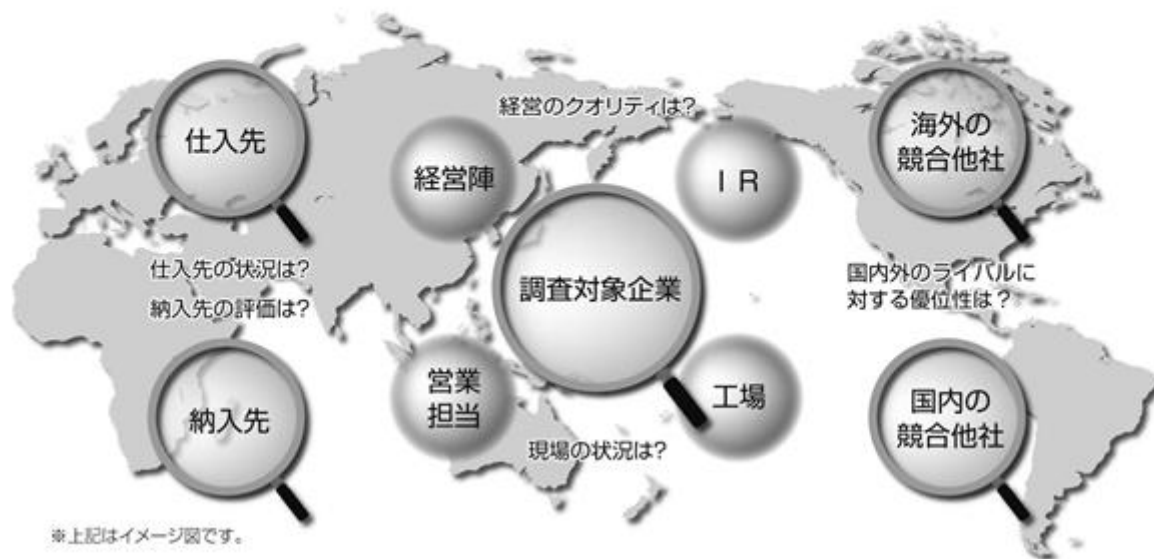 経営のクオリティは?
仕入先
経営陣
I R
海外の
競合他社
調査対象企業
仕入先の状況は?
納入先の評価は?
国内外のライバルに
対する優位性は?
納入先
営業
担当
工場
国内の
競合他社
現場の状況は?
※上記はイメージ図です。